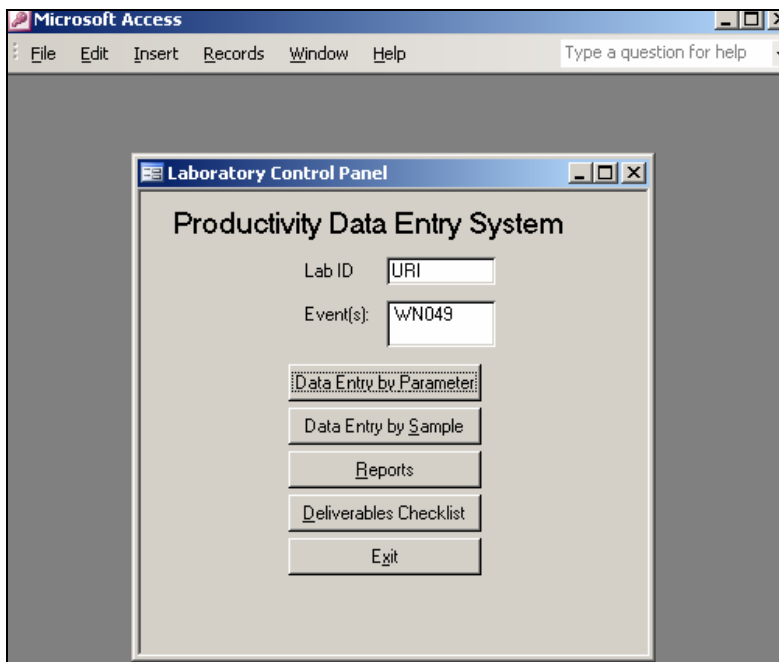 Microsoft Access
File Edit Insert Records Window Help Type a question for help
Laboratory Control Panel
Productivity Data Entry System
Lab ID URI
Event(s): WN049
Data Entry by Parameter
Data Entry by Sample
Reports
Deliverables Checklist
Exit